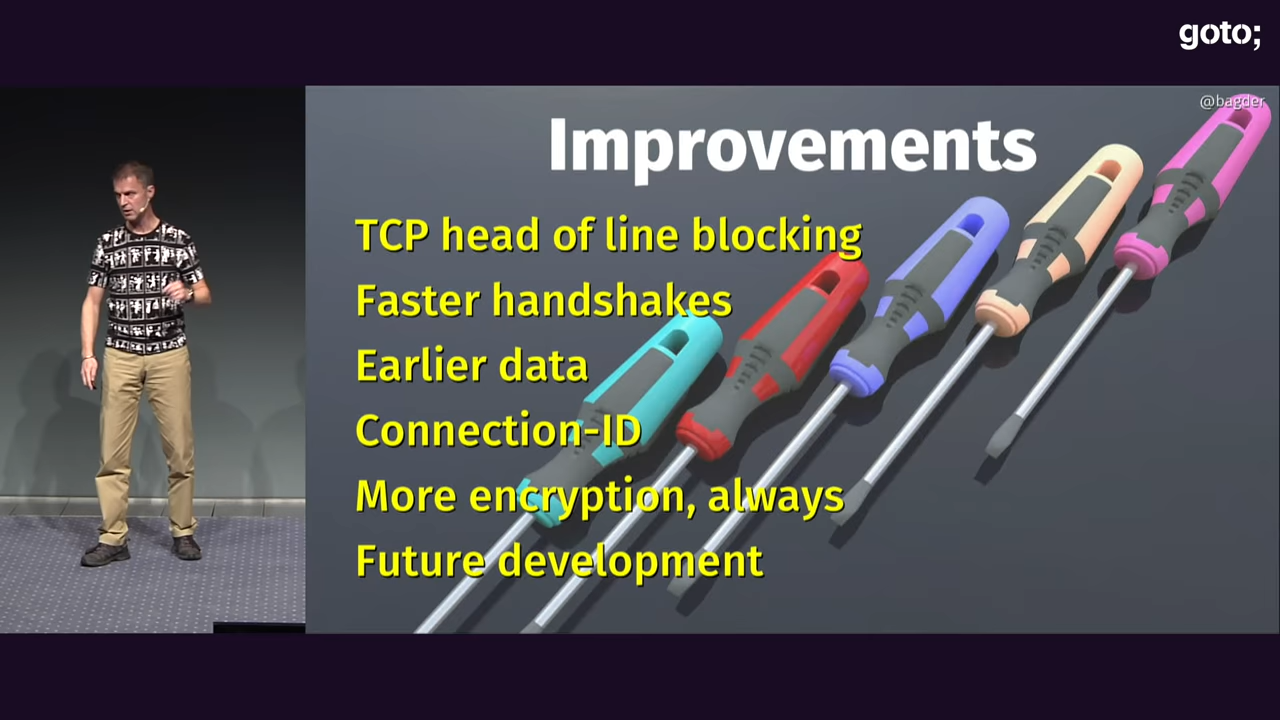 goto;
@bagder
Improvements
TCP head of line blocking
Faster handshakes
Earlier data
Connection-ID
More encryption, always
Future development